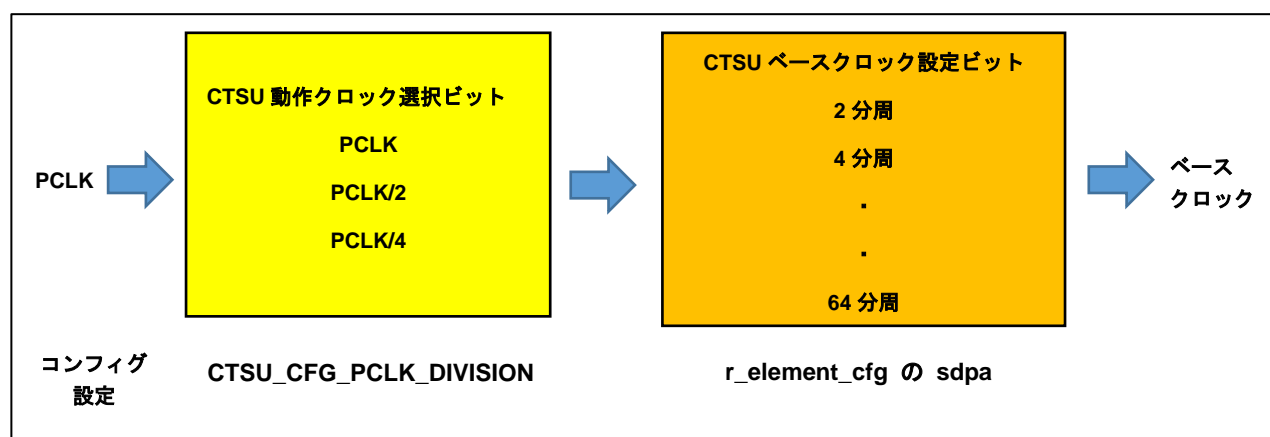 PCLK
CTSU 動作クロック選択ビット
PCLK
PCLK/2
PCLK/4
CTSU ベースクロック設定ビット
2 分周
4 分周
.
.
64 分周
ベース
クロック
コンフィグ
設定
CTSU_CFG_PCLK_DIVISION
r_element_cfg の sdpa